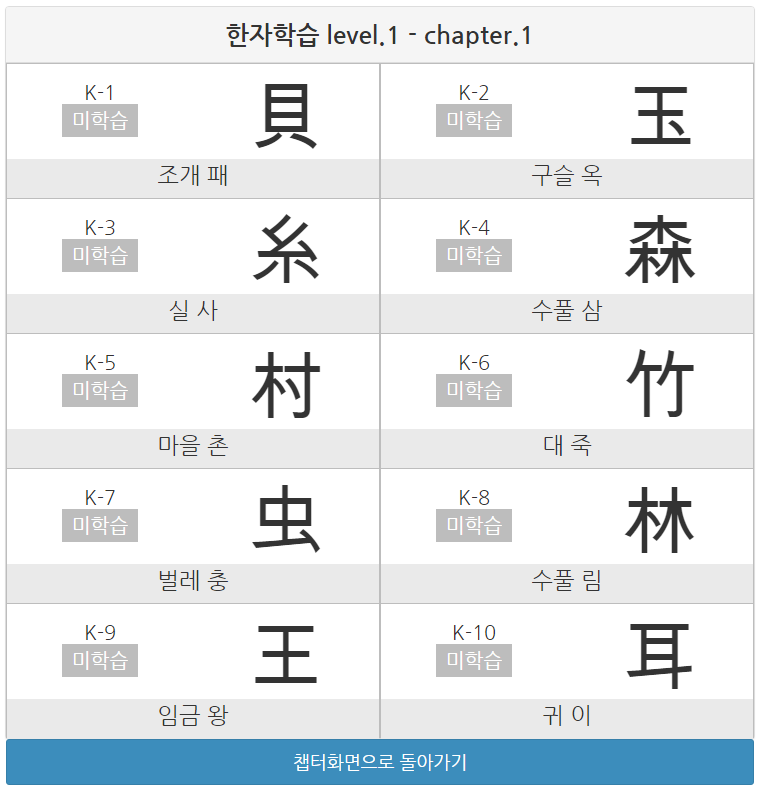 한자학습 level.1 - chapter.1
K-1
미학습
貝
조개 패
K-2
미학습
玉
구슬 옥
K-3
미학습
糸
실 사
K-4
미학습
森
수풀 삼
K-5
미학습
村
마을 촌
K-6
미학습
竹
대 죽
K-7
미학습
虫
벌레 충
K-8
미학습
林
수풀 림
K-9
미학습
王
임금 왕
K-10
미학습
耳
귀 이
챕터화면으로 돌아가기